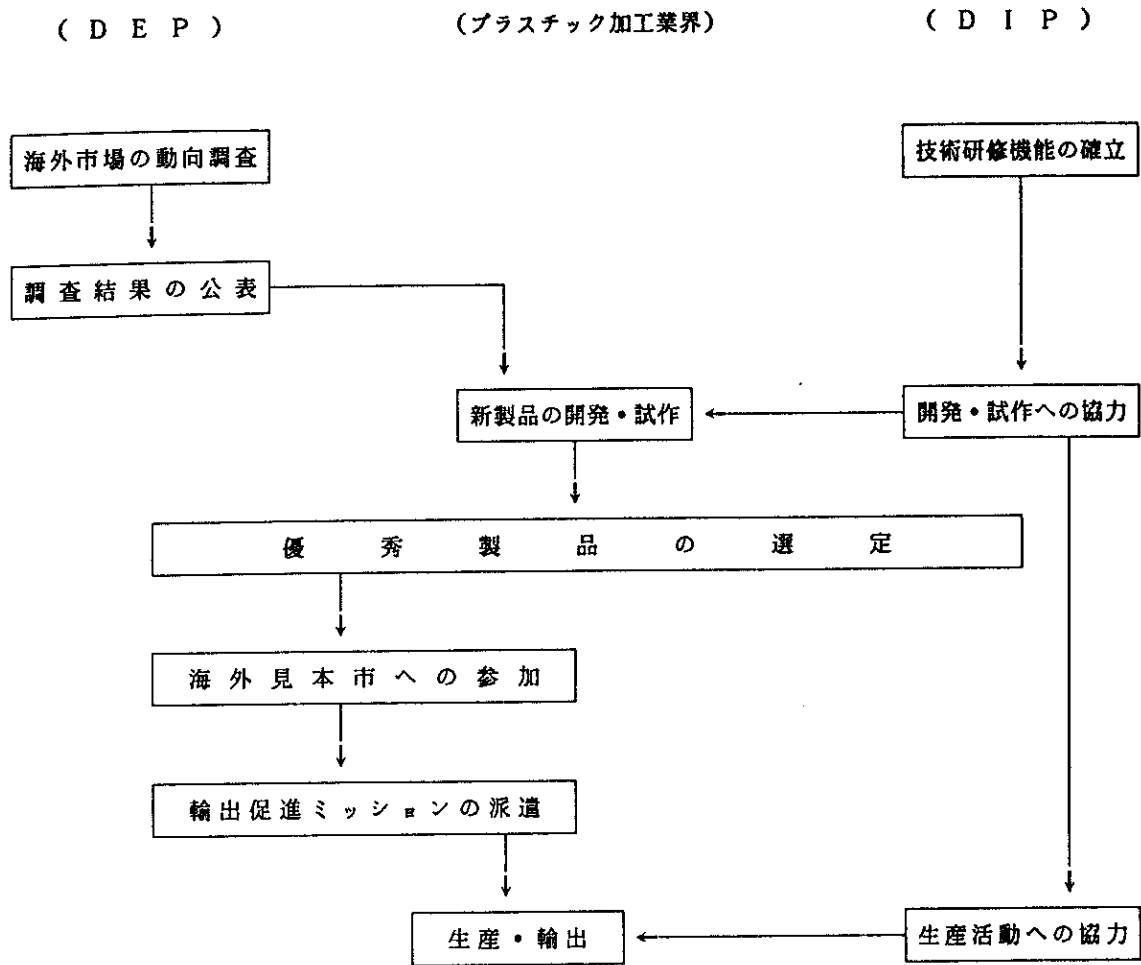 (DEP)
(プラスチック加工業界)
(DIP)
海外市場の動向調査
技術研修機能の確立
調査結果の公表
新製品の開発・試作
開発・試作への協力
優秀製品の選定
海外見本市への参加
輸出促進ミッションの派遣
生産・輸出
生産活動への協力